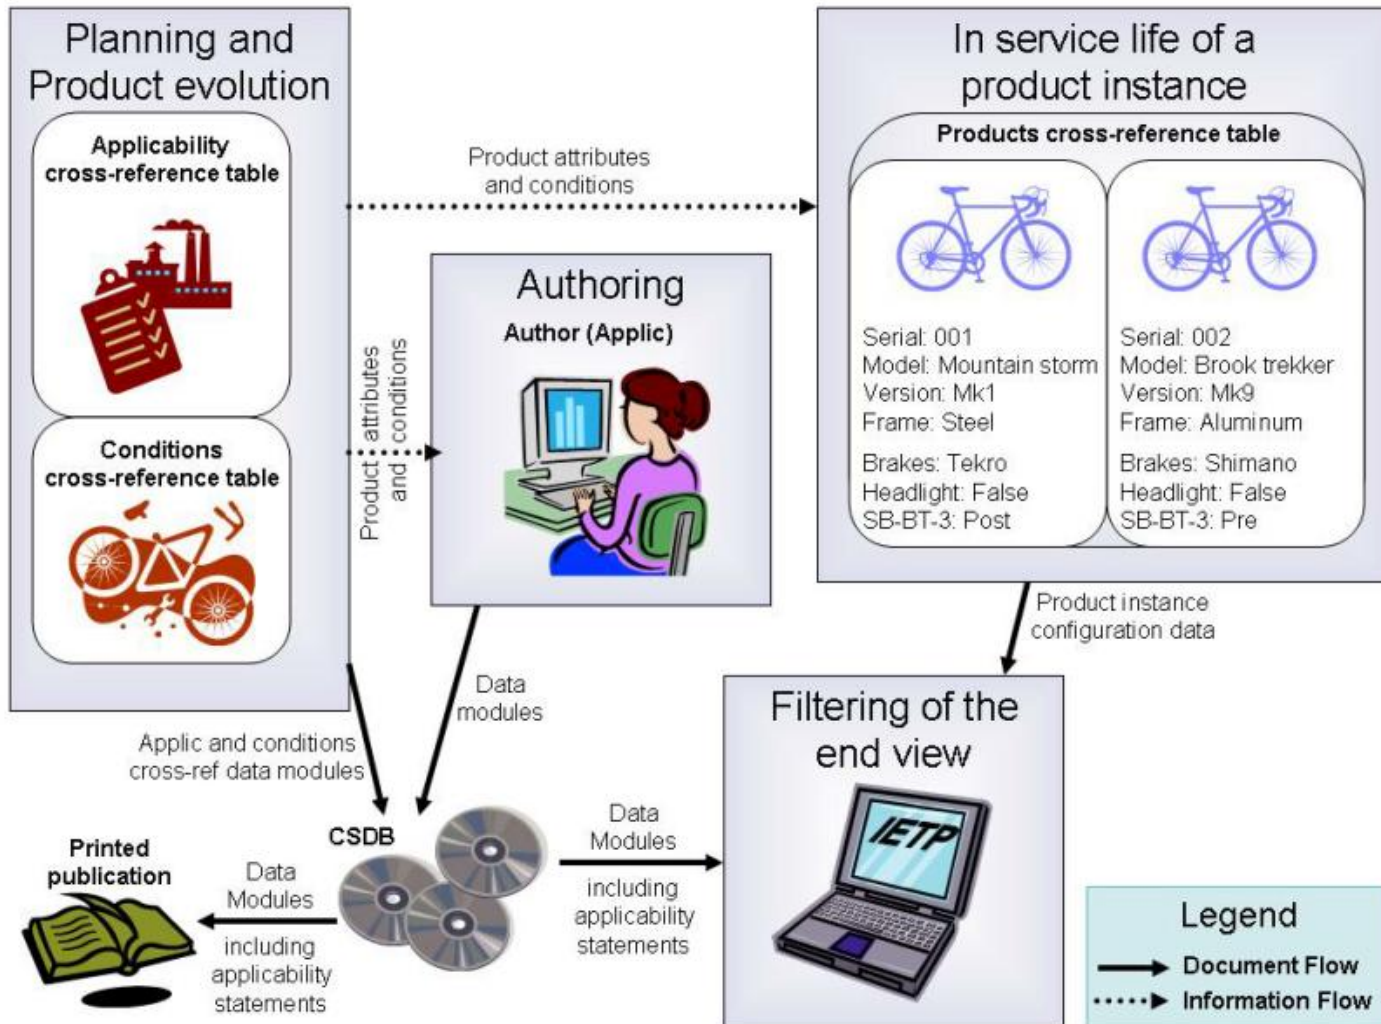 Planning and
Product evolution
Applicability
cross-reference table
Conditions
cross-reference table
Product attributes
and conditions
Product attributes
and conditions
Authoring
Author (Applic)
In service life of a
product instance
Products cross-reference table
Serial: 001
Model: Mountain storm
Version: Mk1
Frame: Steel
Brakes: Tekro
Headlight: False
SB-BT-3: Post
Serial: 002
Model: Brook trekker
Version: Mk9
Frame: Aluminum
Brakes: Shimano
Headlight: False
SB-BT-3: Pre
Product instance
configuration data
Data
modules
Applic and conditions
cross-ref data modules
CSDB
Printed
publication
Data
Modules
including
applicability
statements
Data
Modules
including
applicability
statements
Filtering of the
end view
IETP
Legend
Document Flow
Information Flow